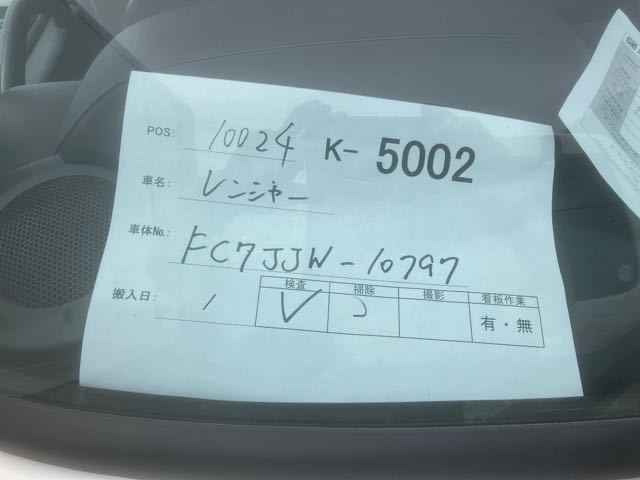 POS: 10024 K- 5002
車名: レンジャー
車体No.: FC7JJW-10797
搬入日: /
検査 掃除 撮影 看板作業
✓ つ 有・無